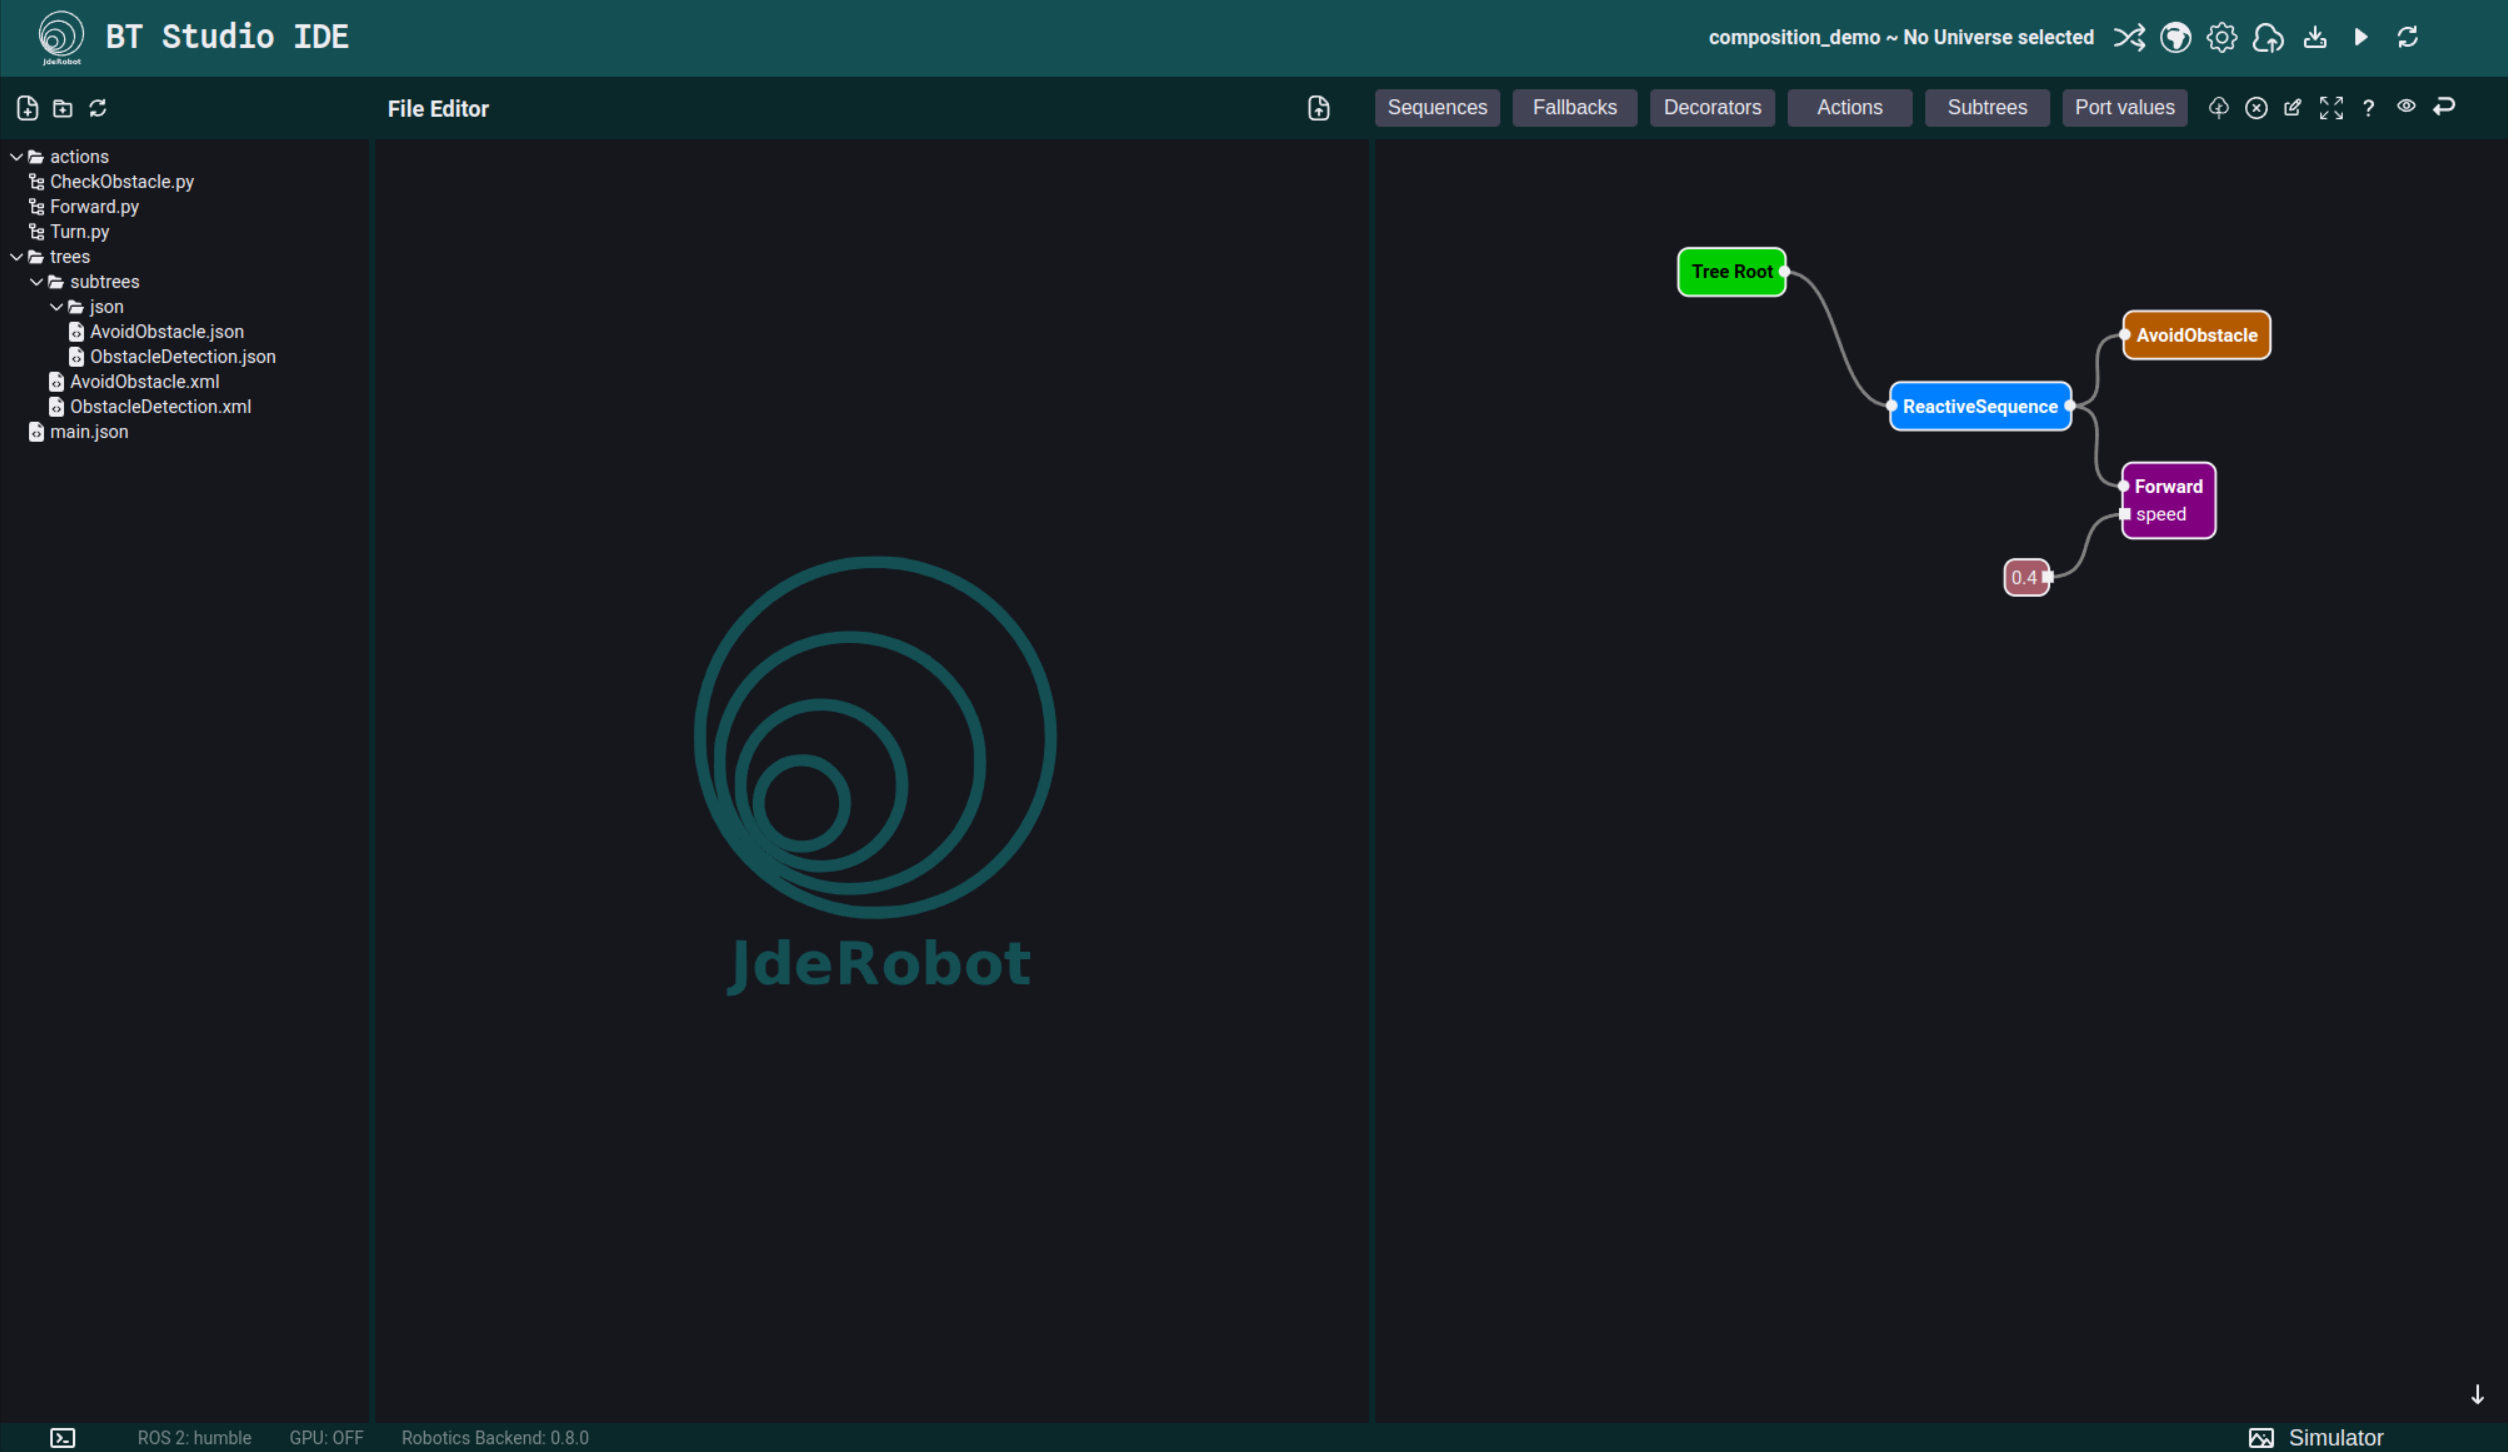 JdeRobot
BT Studio IDE
composition_demo ~ No Universe selected
File Editor
Sequences
Fallbacks
Decorators
Actions
Subtrees
Port values
?
actions
CheckObstacle.py
Forward.py
Turn.py
trees
subtrees
json
AvoidObstacle.json
ObstacleDetection.json
AvoidObstacle.xml
ObstacleDetection.xml
main.json
JdeRobot
Tree Root
AvoidObstacle
ReactiveSequence
Forward
speed
0.4
ROS 2: humble
GPU: OFF
Robotics Backend: 0.8.0
Simulator